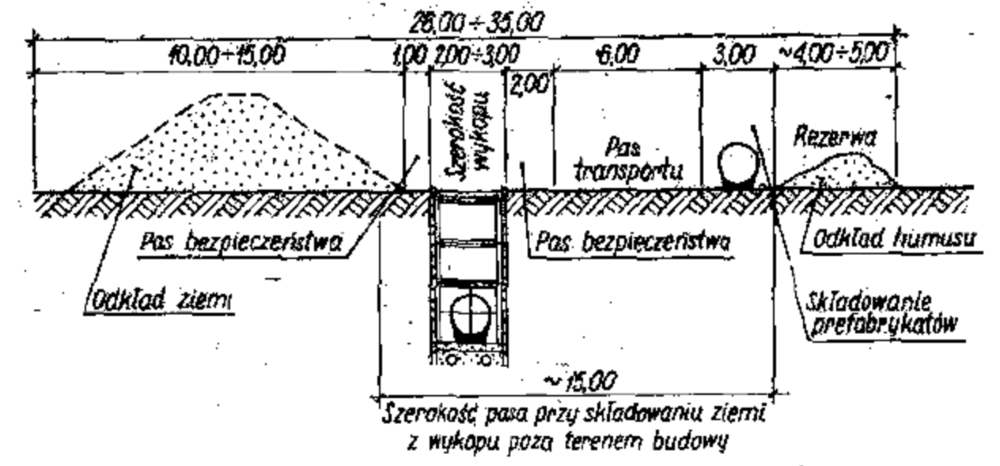 28,00÷35,00
10,00÷15,00
1,00
2,00÷3,00
2,00
6,00
3,00
~4,00÷5,00
Szerokość
wykopu
Pas
transportu
Rezerwa
Pas bezpieczeństwa
Pas bezpieczeństwa
Odkład humusu
Odkład ziemi
Składowanie
prefabrykatów
~15,00
Szerokość pasa przy składowaniu ziemi
z wykopu poza terenem budowy